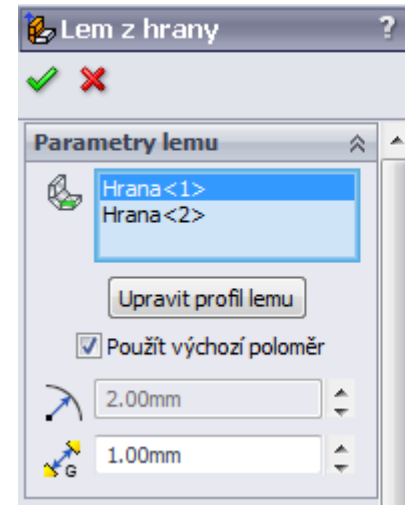 Lem z hrany ?
Parametry lemu
Hrana<1>
Hrana<2>
Upravit profil lemu
Použít výchozí poloměr
2.00mm
G 1.00mm